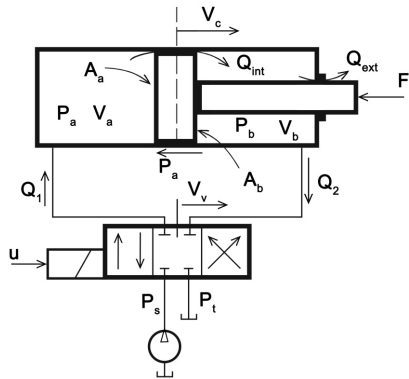 V_c
Q_ext
A_a
Q_int
P_a V_a
F
P_b V_b
P_a
A_b
Q_1
Q_2
V_v
u
P_s P_t